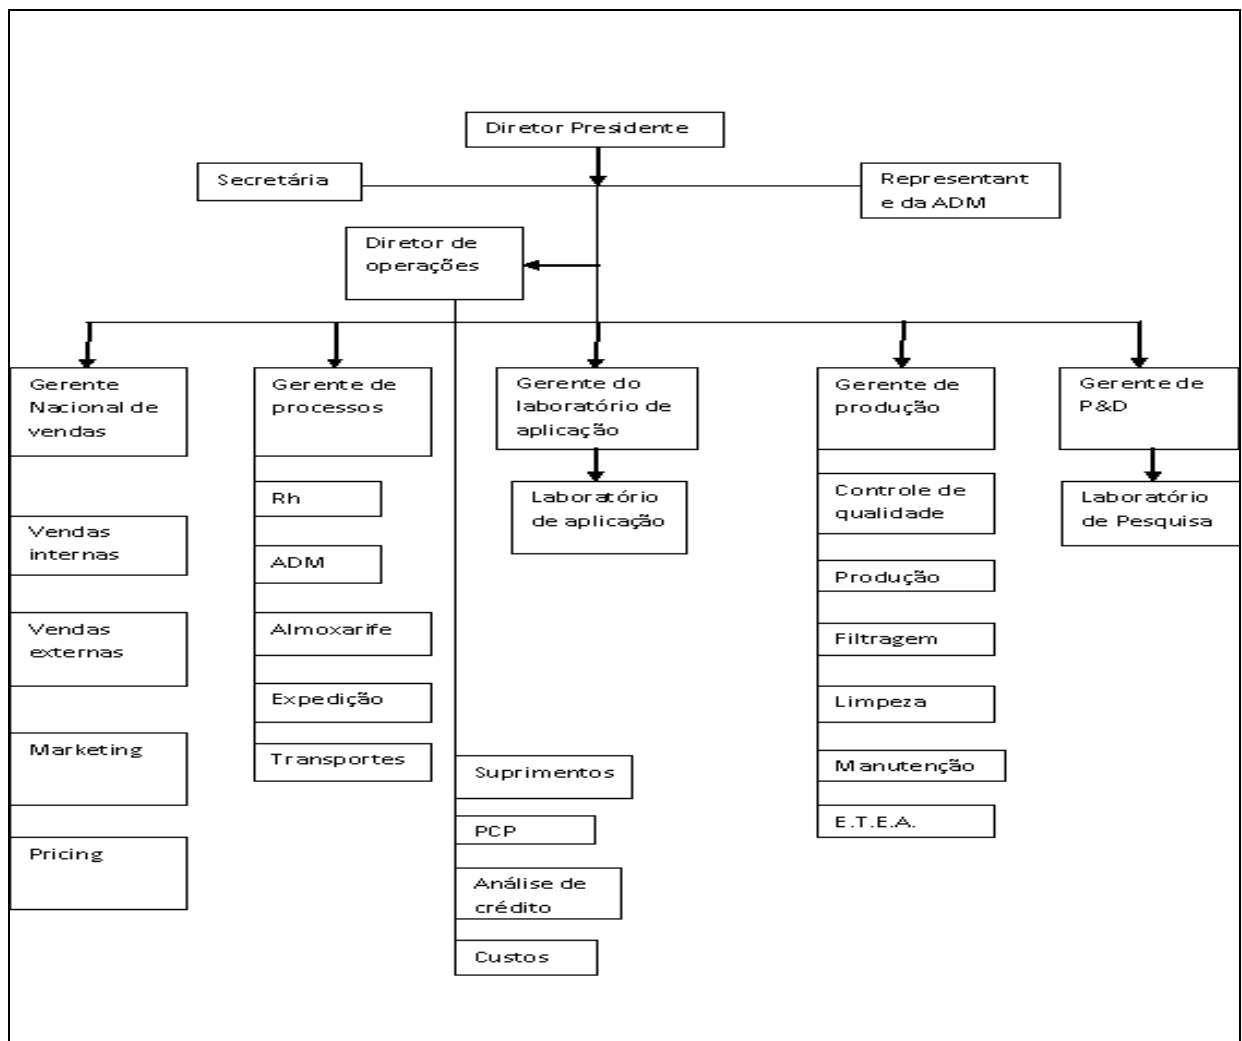 Diretor Presidente
Secretária
Representant
e da ADM
Diretor de
operações
Gerente
Nacional de
vendas
Gerente de
processos
Gerente do
laboratório de
aplicação
Gerente de
produção
Gerente de
P&D
Vendas
internas
Vendas
externas
Marketing
Pricing
Rh
ADM
Almoxarife
Expedição
Transportes
Laboratório
de aplicação
Suprimentos
PCP
Análise de
crédito
Custos
Controle de
qualidade
Produção
Filtragem
Limpeza
Manutenção
E.T.E.A.
Laboratório
de Pesquisa